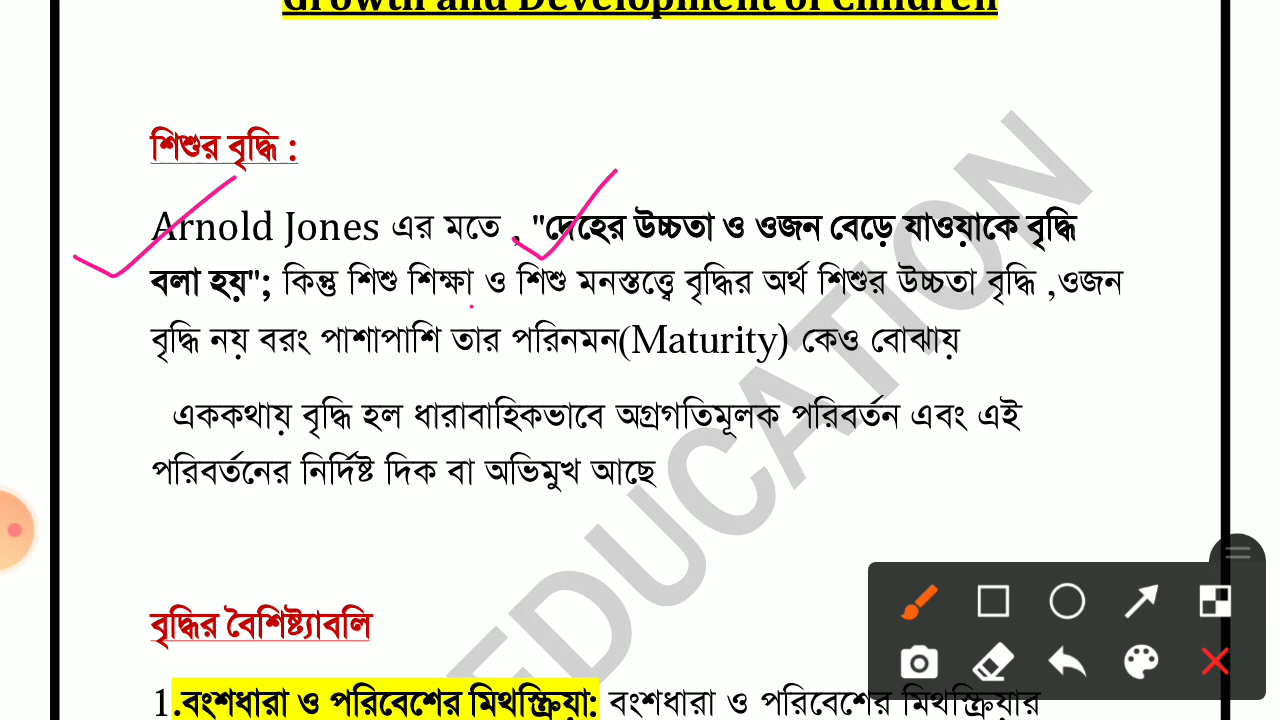 Growth and Development of Children
শিশুর বৃদ্ধি :
Arnold Jones এর মতে , "দেহের উচ্চতা ও ওজন বেড়ে যাওয়াকে বৃদ্ধি
বলা হয়"; কিন্তু শিশু শিক্ষা ও শিশু মনস্তত্ত্বে বৃদ্ধির অর্থ শিশুর উচ্চতা বৃদ্ধি ,ওজন
বৃদ্ধি নয় বরং পাশাপাশি তার পরিনমন(Maturity) কেও বোঝায়
এককথায় বৃদ্ধি হল ধারাবাহিকভাবে অগ্রগতিমূলক পরিবর্তন এবং এই
পরিবর্তনের নির্দিষ্ট দিক বা অভিমুখ আছে
EDUCATION
বৃদ্ধির বৈশিষ্ট্যাবলি
1.বংশধারা ও পরিবেশের মিথস্ক্রিয়া: বংশধারা ও পরিবেশের মিথস্ক্রিয়ার